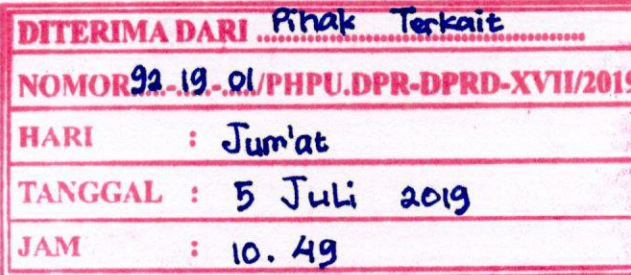 DITERIMA DARI Pihak Terkait
NOMOR 92-19-01/PHPU.DPR-DPRD-XVII/2019
HARI : Jum'at
TANGGAL : 5 Juli 2019
JAM : 10.49